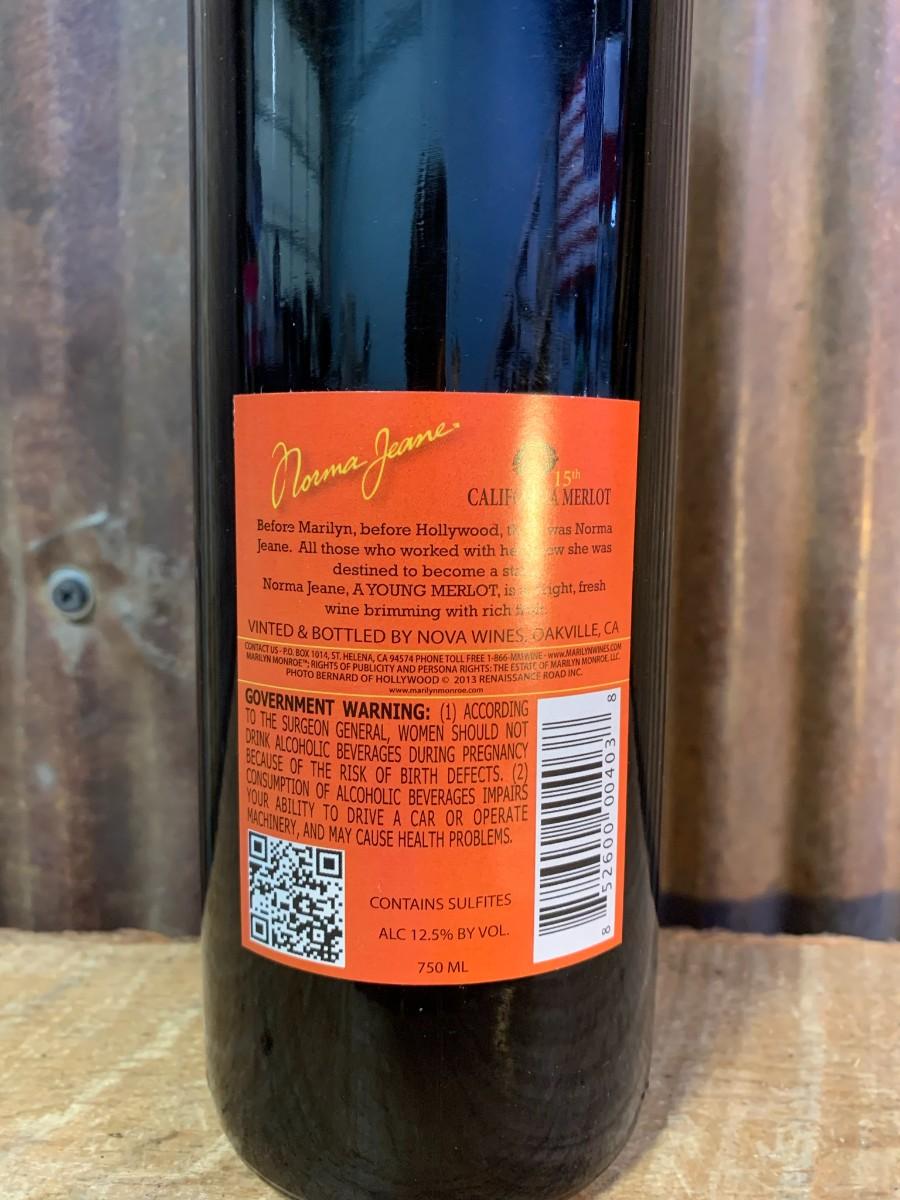 Norma Jeane
15th
MERLOT
Before Marilyn, before Hollywood, was Norma
Jeane. All those who worked with she was
destined to become a
Norma Jeane, A YOUNG MERLOT, is fresh
wine brimming with rich
VINTED & BOTTLED BY NOVA WINES, OAKVILLE, CA
CONTACT US - P.O. BOX 1014, ST. HELENA, CA 94574 PHONE TOLL FREE 1-866-MMWINE - www.MARILYNWINES.COM
MARILYN MONROE™; RIGHTS OF PUBLICITY AND PERSONA RIGHTS: THE ESTATE OF MARILYN MONROE, LLC.
PHOTO BERNARD OF HOLLYWOOD © 2013 RENAISSANCE ROAD INC.
www.marilynmonroe.com
GOVERNMENT WARNING: (1) ACCORDING
TO THE SURGEON GENERAL, WOMEN SHOULD NOT
DRINK ALCOHOLIC BEVERAGES DURING PREGNANCY
BECAUSE OF THE RISK OF BIRTH DEFECTS. (2)
CONSUMPTION OF ALCOHOLIC BEVERAGES IMPAIRS
YOUR ABILITY TO DRIVE A CAR OR OPERATE
MACHINERY, AND MAY CAUSE HEALTH PROBLEMS.
CONTAINS SULFITES
ALC 12.5% BY VOL.
750 ML
8 52600 00403 8